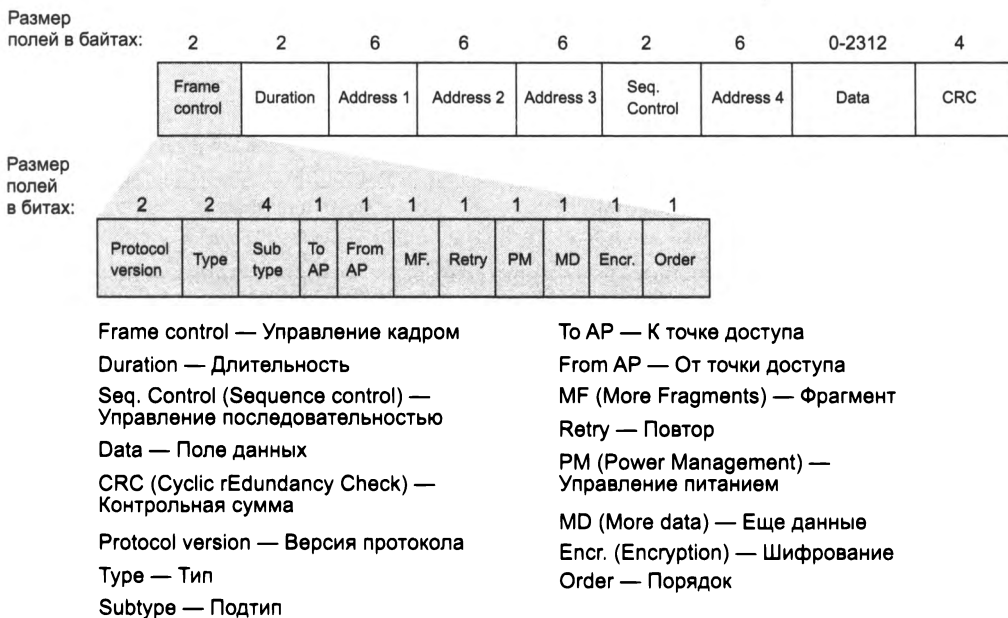 Размер
полей в байтах: 2 2 6 6 6 2 6 0-2312 4
Frame control Duration Address 1 Address 2 Address 3 Seq. Control Address 4 Data CRC
Размер
полей
в битах: 2 2 4 1 1 1 1 1 1 1 1
Protocol version Type Sub type To AP From AP MF. Retry PM MD Encr. Order
Frame control — Управление кадром
Duration — Длительность
Seq. Control (Sequence control) —
Управление последовательностью
Data — Поле данных
CRC (Cyclic rEdundancy Check) —
Контрольная сумма
Protocol version — Версия протокола
Type — Тип
Subtype — Подтип
To AP — К точке доступа
From AP — От точки доступа
MF (More Fragments) — Фрагмент
Retry — Повтор
PM (Power Management) —
Управление питанием
MD (More data) — Еще данные
Encr. (Encryption) — Шифрование
Order — Порядок